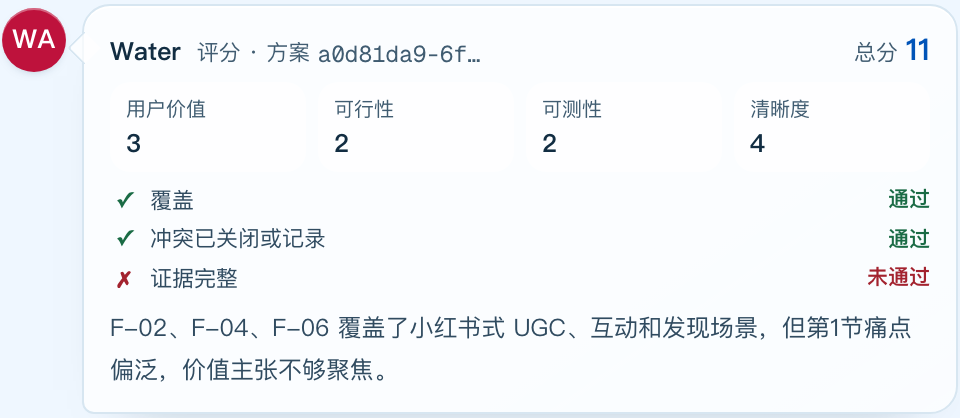 WA
Water 评分 · 方案 a0d81da9-6f… 总分 11
用户价值 可行性 可测性 清晰度
3 2 2 4
✓ 覆盖 通过
✓ 冲突已关闭或记录 通过
✗ 证据完整 未通过
F-02、F-04、F-06 覆盖了小红书式 UGC、互动和发现场景，但第1节痛点
偏泛，价值主张不够聚焦。